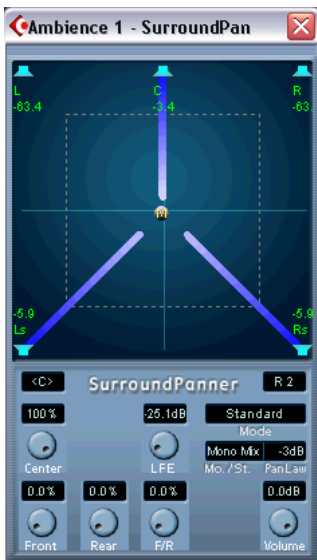 Ambience 1 - SurroundPan
L C R
-63.4 -3.4 -63.
M
-5.9 -5.9
Ls Rs
<C> SurroundPanner R 2
100% -25.1dB Standard
Mode
Mono Mix -3dB
Center LFE Mo./St. PanLaw
0.0% 0.0% 0.0% 0.0dB
Front Rear F/R Volume